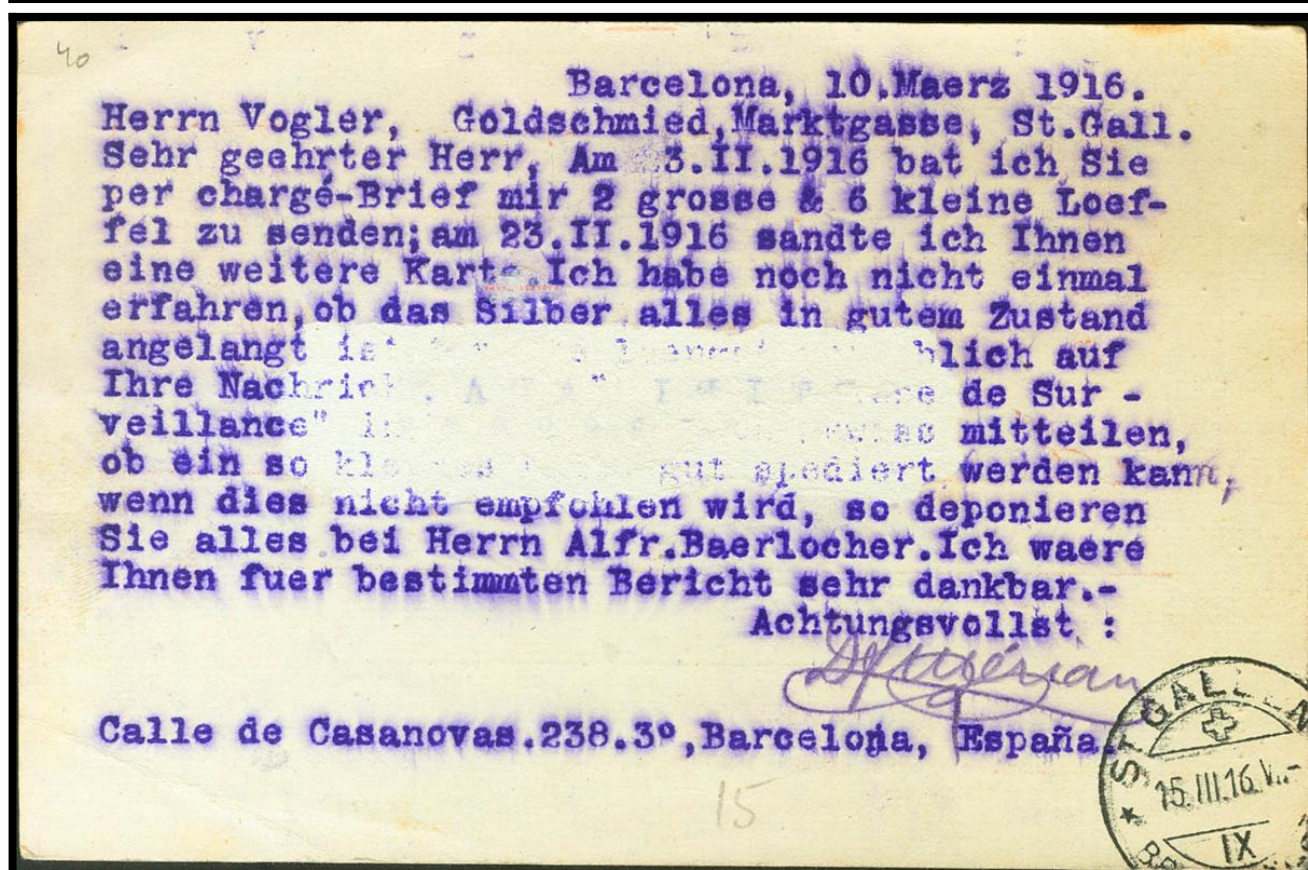 40
Barcelona, 10.Maerz 1916.
Herrn Vogler, Goldschmied,Marktgasse, St.Gall.
Sehr geehrter Herr, Am 3.II.1916 bat ich Sie
per chargé-Brief mir 2 grosse & 6 kleine Loef-
fel zu senden;am 23.II.1916 sandte ich Ihnen
eine weitere Karte.Ich habe noch nicht einmal
erfahren,ob das Silber alles in gutem Zustand
angelangt ist blich auf
Ihre Nachricht de Sur -
veillance" mitteilen,
ob ein so gut spediert werden kann,
wenn dies nicht empfohlen wird, so deponieren
Sie alles bei Herrn Alfr.Baerlocher.Ich waere
Ihnen fuer bestimmten Bericht sehr dankbar.-
Achtungsvollst :
Calle de Casanovas.238.3º,Barcelona, España.
15
ST. GALLEN
15.III.16.
IX